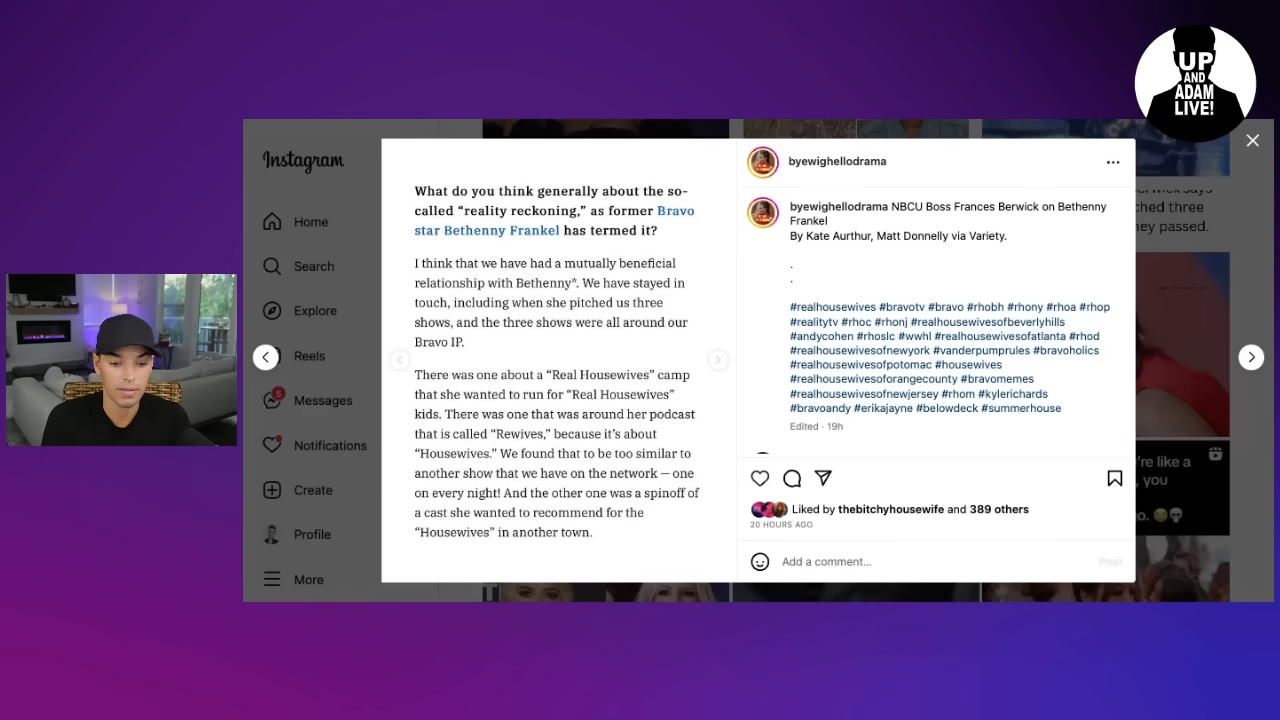 UP
AND
ADAM
LIVE!
Instagram
Home
Search
Explore
Reels
5
Messages
Notifications
Create
Profile
More
What do you think generally about the so-
called “reality reckoning,” as former Bravo
star Bethenny Frankel has termed it?
I think that we have had a mutually beneficial
relationship with Bethenny*. We have stayed in
touch, including when she pitched us three
shows, and the three shows were all around our
Bravo IP.
There was one about a “Real Housewives” camp
that she wanted to run for “Real Housewives”
kids. There was one that was around her podcast
that is called “Rewives,” because it’s about
“Housewives.” We found that to be too similar to
another show that we have on the network — one
on every night! And the other one was a spinoff of
a cast she wanted to recommend for the
“Housewives” in another town.
byewighellodrama
byewighellodrama NBCU Boss Frances Berwick on Bethenny
Frankel
By Kate Aurthur, Matt Donnelly via Variety.
.
.
#realhousewives #bravotv #bravo #rhobh #rhony #rhoa #rhop
#realitytv #rhoc #rhonj #realhousewivesofbeverlyhills
#andycohen #rhoslc #wwhl #realhousewivesofatlanta #rhod
#realhousewivesofnewyork #vanderpumprules #bravoholics
#realhousewivesofpotomac #housewives
#realhousewivesoforangecounty #bravomemes
#realhousewivesofnewjersey #rhom #kylerichards
#bravoandy #erikajayne #belowdeck #summerhouse
Edited · 19h
Liked by thebitchyhousewife and 389 others
20 HOURS AGO
Add a comment...
Post
says
ched three
ey passed.
're like a
, you
o.